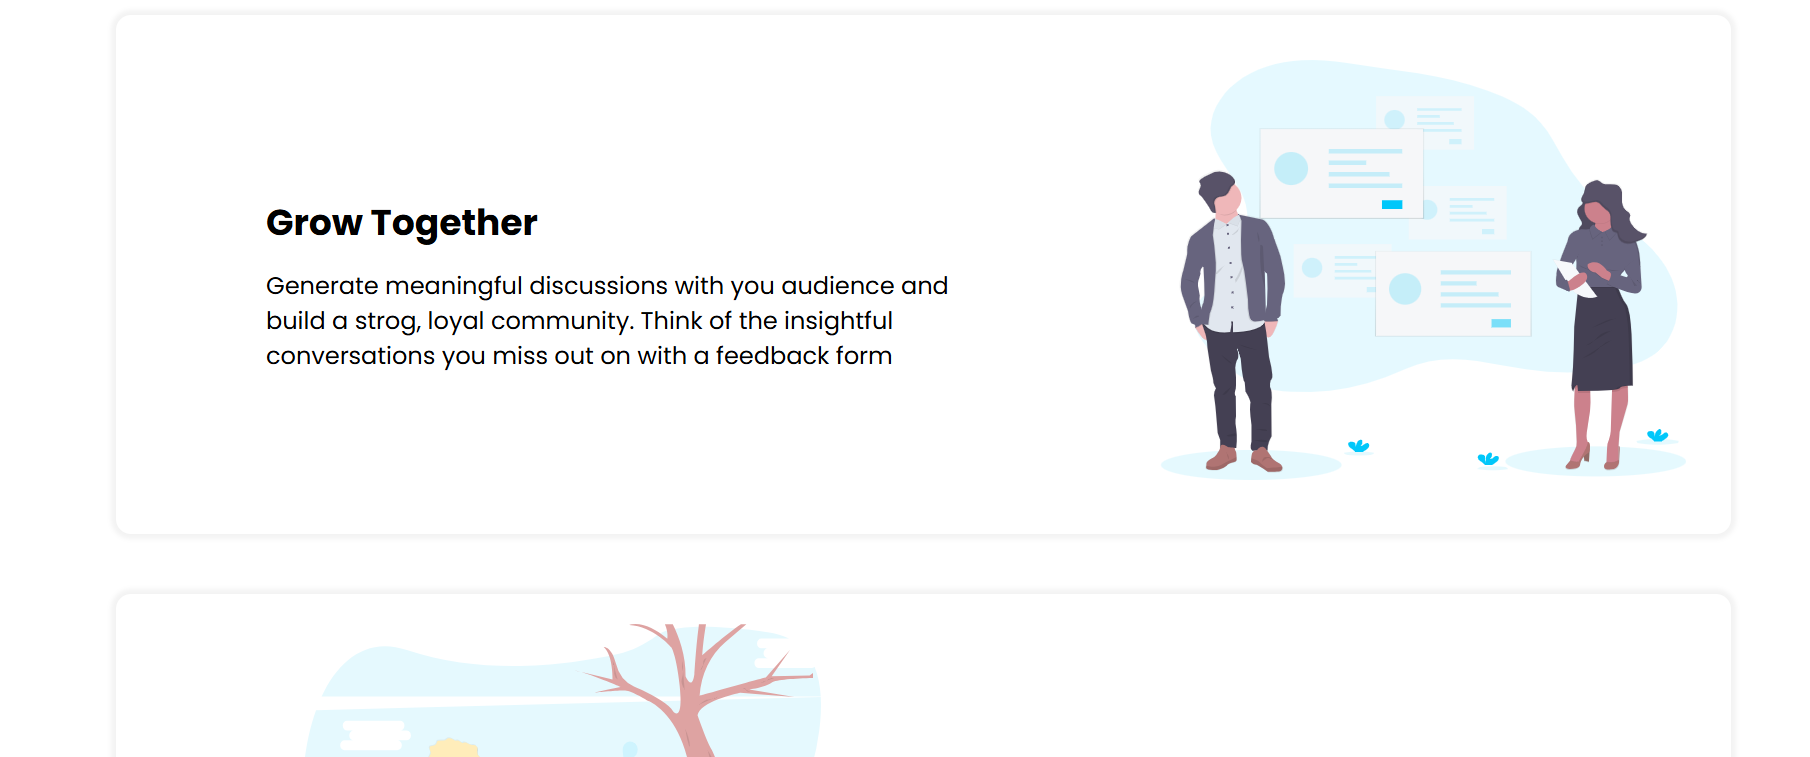 Grow Together
Generate meaningful discussions with you audience and
build a strog, loyal community. Think of the insightful
conversations you miss out on with a feedback form